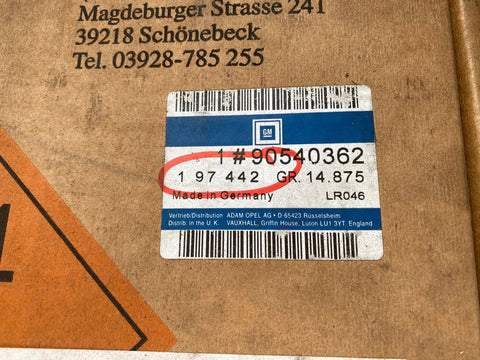 Magdeburger Strasse 241
39218 Schönebeck
Tel. 03928-785 255
GM
1 # 90540362
1 97 442 GR. 14.875
Made in Germany LR046
Vertrieb/Distribution ADAM OPEL AG • D-65423 Rüsselsheim
Distrib. in the U. K. VAUXHALL, Griffin House, Luton LU1 3YT, England